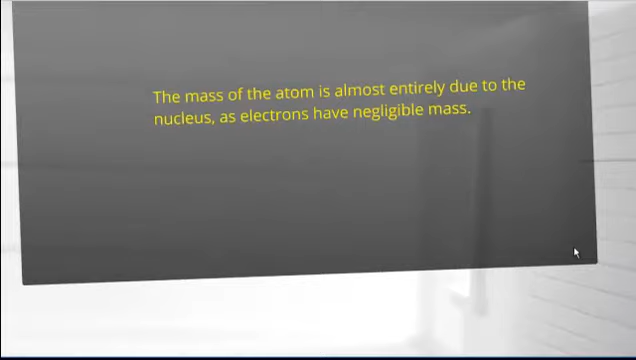 The mass of the atom is almost entirely due to the
nucleus, as electrons have negligible mass.